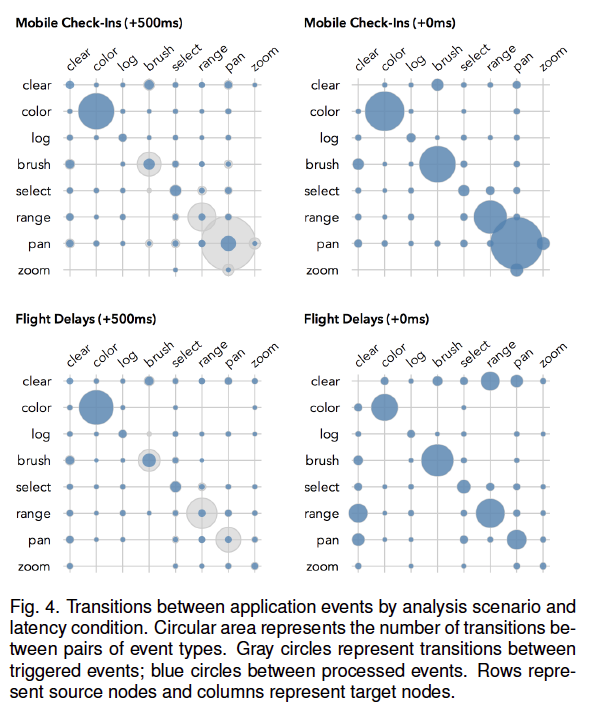 Mobile Check-Ins (+500ms)
Mobile Check-Ins (+0ms)
clear color log brush select range pan zoom
clear color log brush select range pan zoom
clear
clear
color
color
log
log
brush
brush
select
select
range
range
pan
pan
zoom
zoom
Flight Delays (+500ms)
Flight Delays (+0ms)
clear color log brush select range pan zoom
clear color log brush select range pan zoom
clear
clear
color
color
log
log
brush
brush
select
select
range
range
pan
pan
zoom
zoom
Fig. 4. Transitions between application events by analysis scenario and
latency condition. Circular area represents the number of transitions be-
tween pairs of event types. Gray circles represent transitions between
triggered events; blue circles between processed events. Rows repre-
sent source nodes and columns represent target nodes.